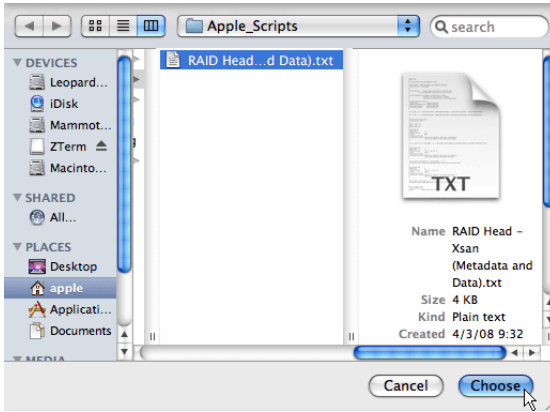 Apple_Scripts
search
DEVICES
Leopard...
iDisk
Mammot...
ZTerm
Macinto...
SHARED
All...
PLACES
Desktop
apple
Applicati...
Documents
MEDIA
RAID Head...d Data).txt
TXT
Name RAID Head –
Xsan
(Metadata and
Data).txt
Size 4 KB
Kind Plain text
Created 4/3/08 9:32
Cancel
Choose